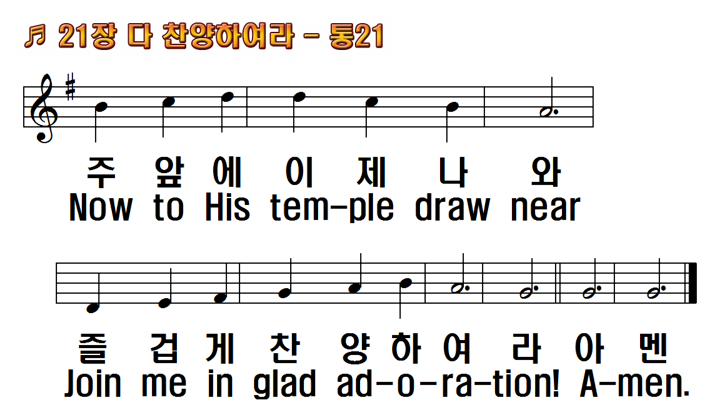 ♬ 21장 다 찬양하여라 - 통21
주 앞 에 이 제 나 와
Now to His tem-ple draw near
즐 겁 게 찬 양 하 여 라 아 멘
Join me in glad ad-o-ra-tion! A-men.